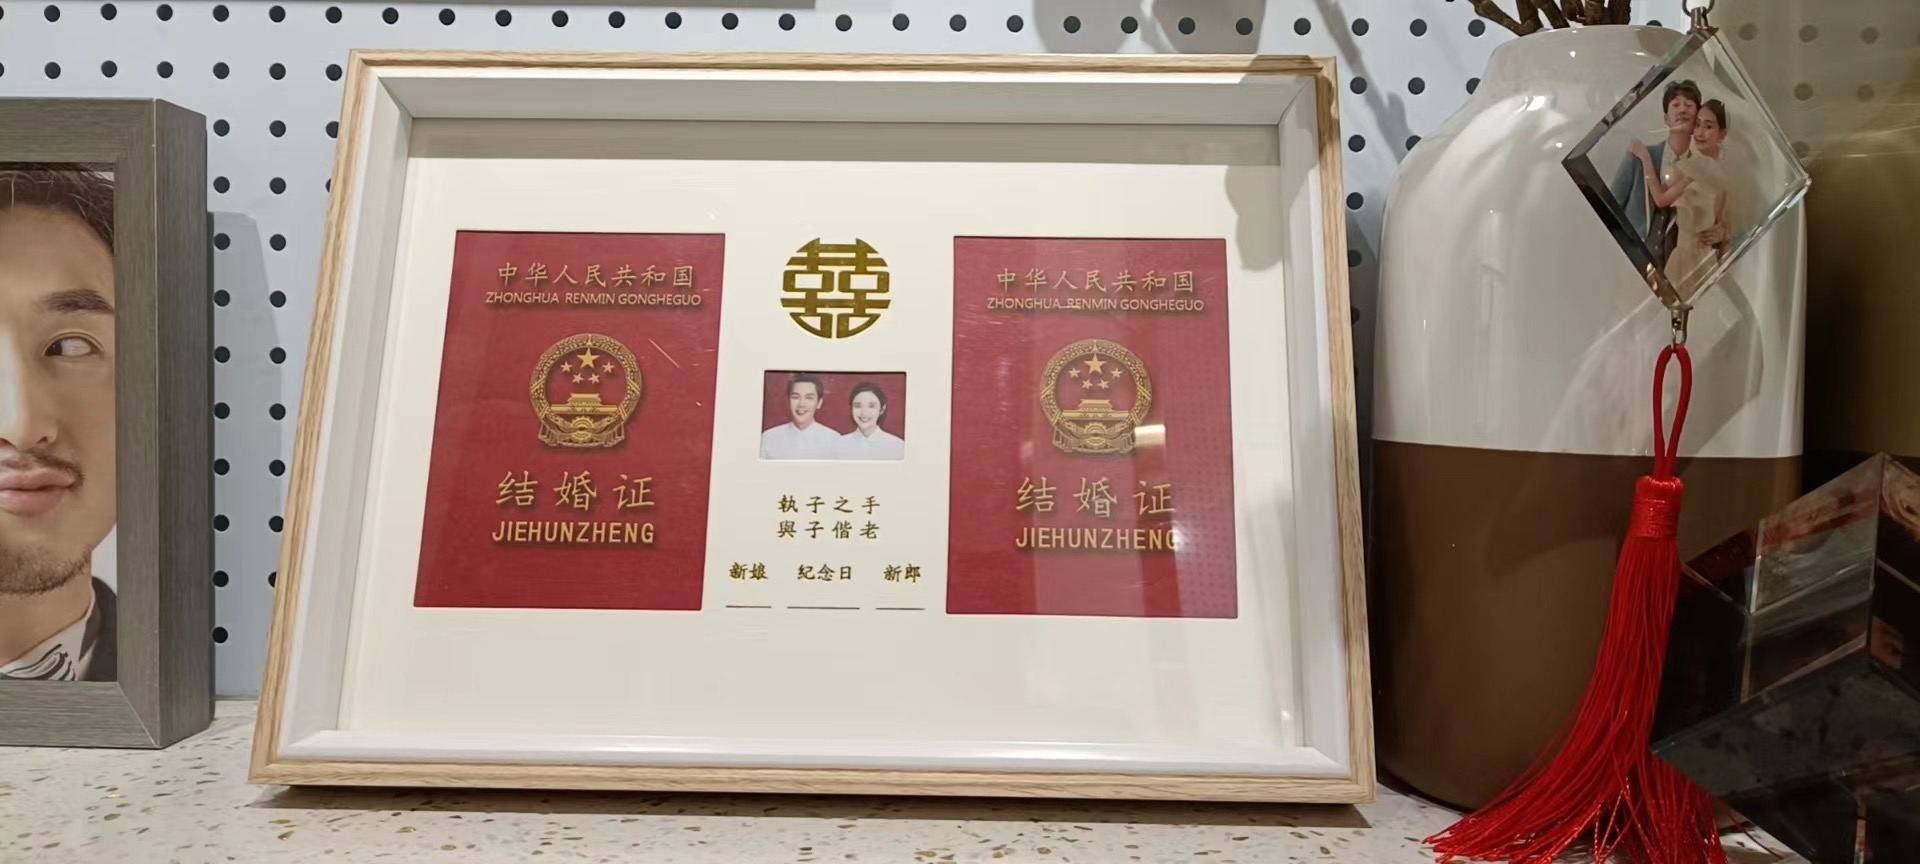 中华人民共和国
ZHONGHUA RENMIN GONGHEGUO
结婚证
JIEHUNZHENG
囍
執子之手
與子偕老
新娘 纪念日 新郎
中华人民共和国
ZHONGHUA RENMIN GONGHEGUO
结婚证
JIEHUNZHENG